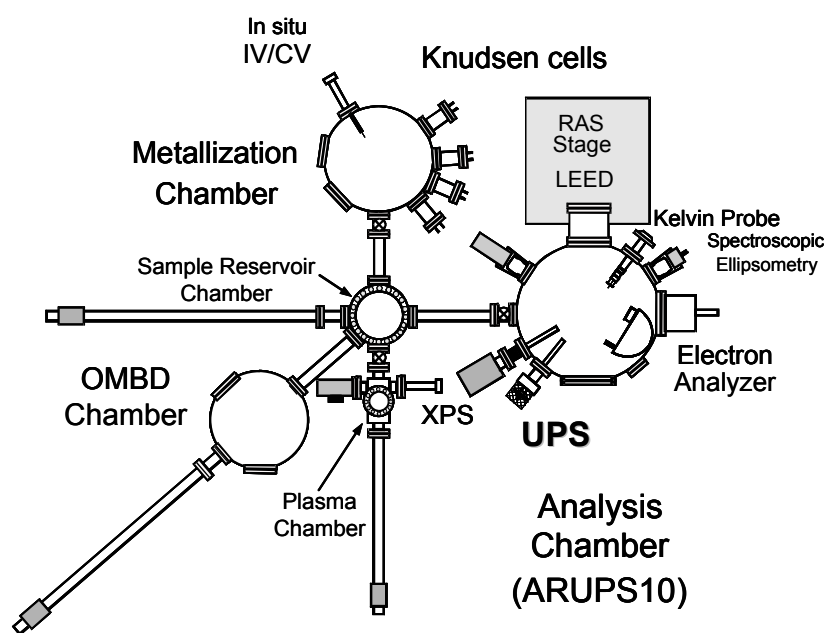 In situ
IV/CV
Knudsen cells
Metallization
Chamber
RAS
Stage
LEED
Kelvin Probe
Spectroscopic
Ellipsometry
Sample Reservoir
Chamber
Electron
Analyzer
OMBD
Chamber
XPS
UPS
Plasma
Chamber
Analysis
Chamber
(ARUPS10)